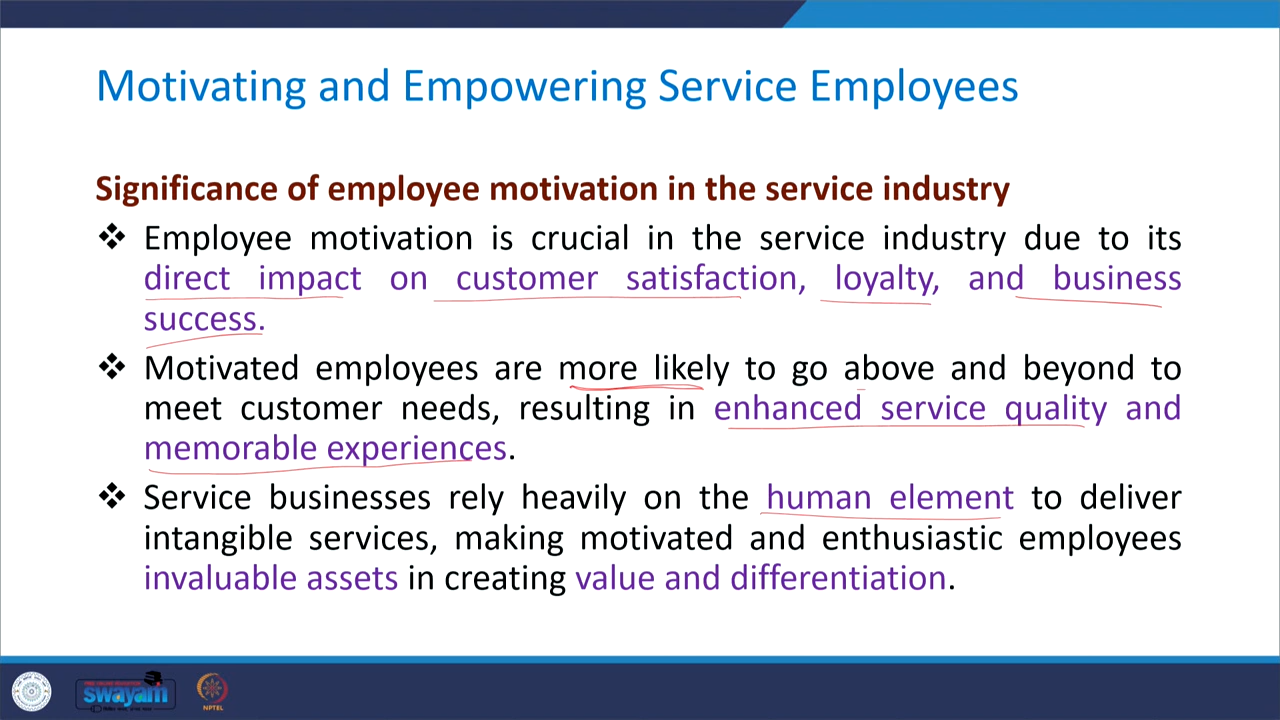 Motivating and Empowering Service Employees
Significance of employee motivation in the service industry
❖ Employee motivation is crucial in the service industry due to its
direct impact on customer satisfaction, loyalty, and business
success.
❖ Motivated employees are more likely to go above and beyond to
meet customer needs, resulting in enhanced service quality and
memorable experiences.
❖ Service businesses rely heavily on the human element to deliver
intangible services, making motivated and enthusiastic employees
invaluable assets in creating value and differentiation.
swayam
NPTEL